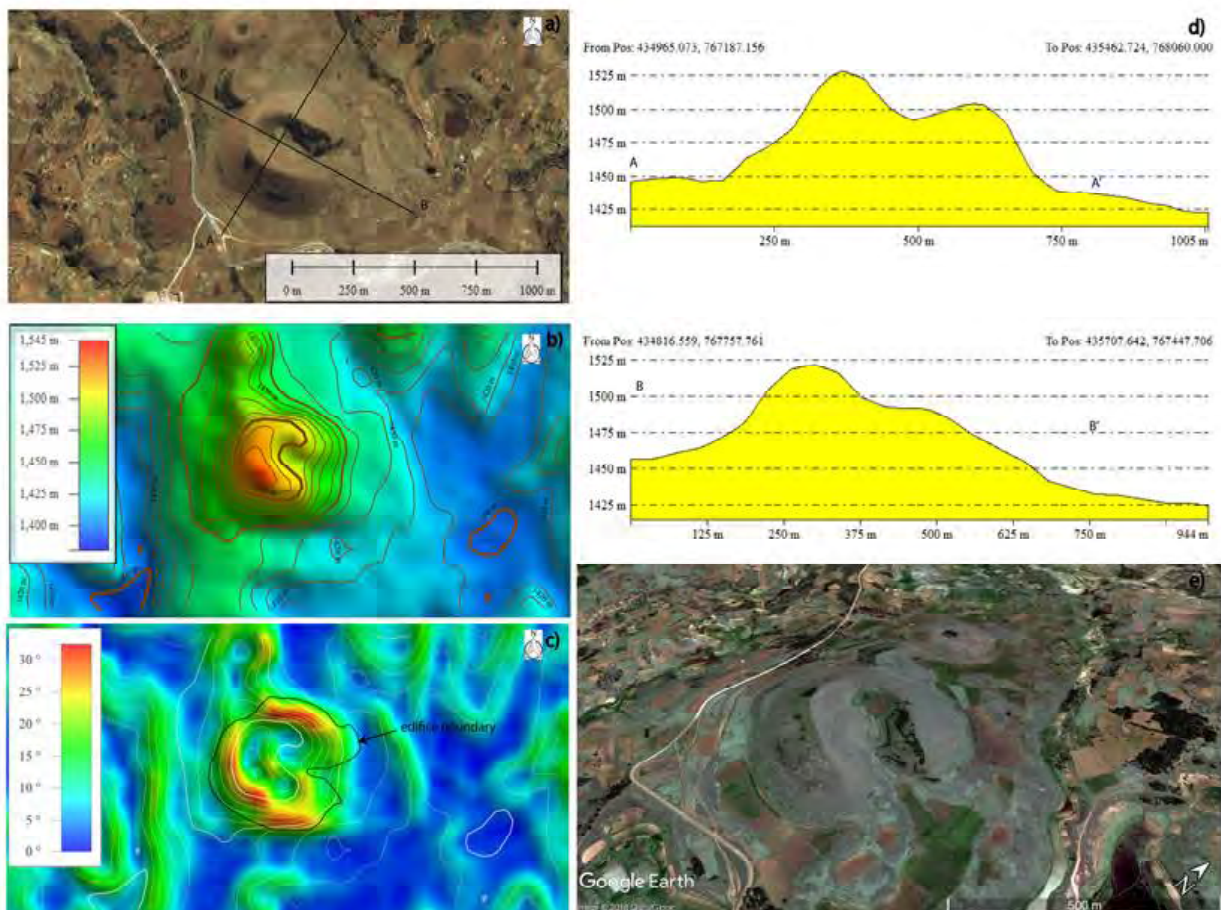 a)
N
A'
B
B'
A
0 m 250 m 500 m 750 m 1000 m
d)
From Pos: 434965.073, 767187.156 To Pos: 435462.724, 768060.000
1525 m
1500 m
1475 m
1450 m
1425 m
A
A'
250 m 500 m 750 m 1005 m
b)
N
1,545 m
1,500 m
1,475 m
1,450 m
1,425 m
1,400 m
From Pos: 434816.559, 767757.761 To Pos: 435707.642, 767447.706
1525 m
1500 m
1475 m
1450 m
1425 m
B
B'
125 m 250 m 375 m 500 m 625 m 750 m 944 m
c)
N
30 °
25 °
20 °
15 °
10 °
5 °
0 °
edifice boundary
e)
Google Earth
500 m
N